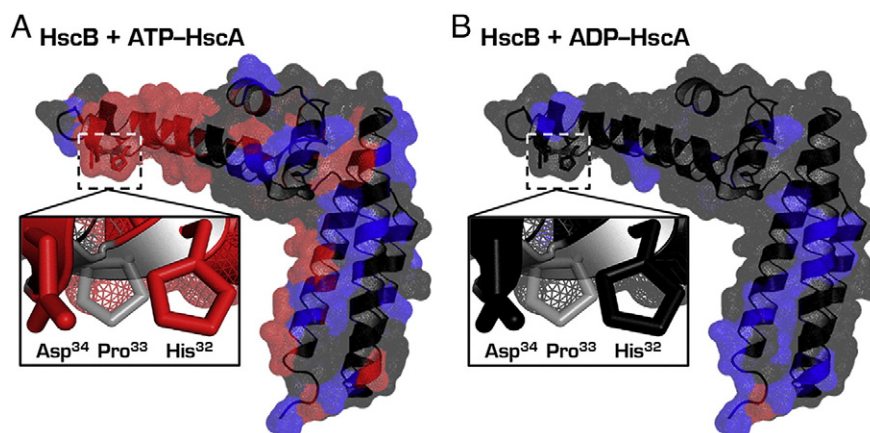 A
HscB + ATP–HscA
Asp³⁴ Pro³³ His³²
B
HscB + ADP–HscA
Asp³⁴ Pro³³ His³²